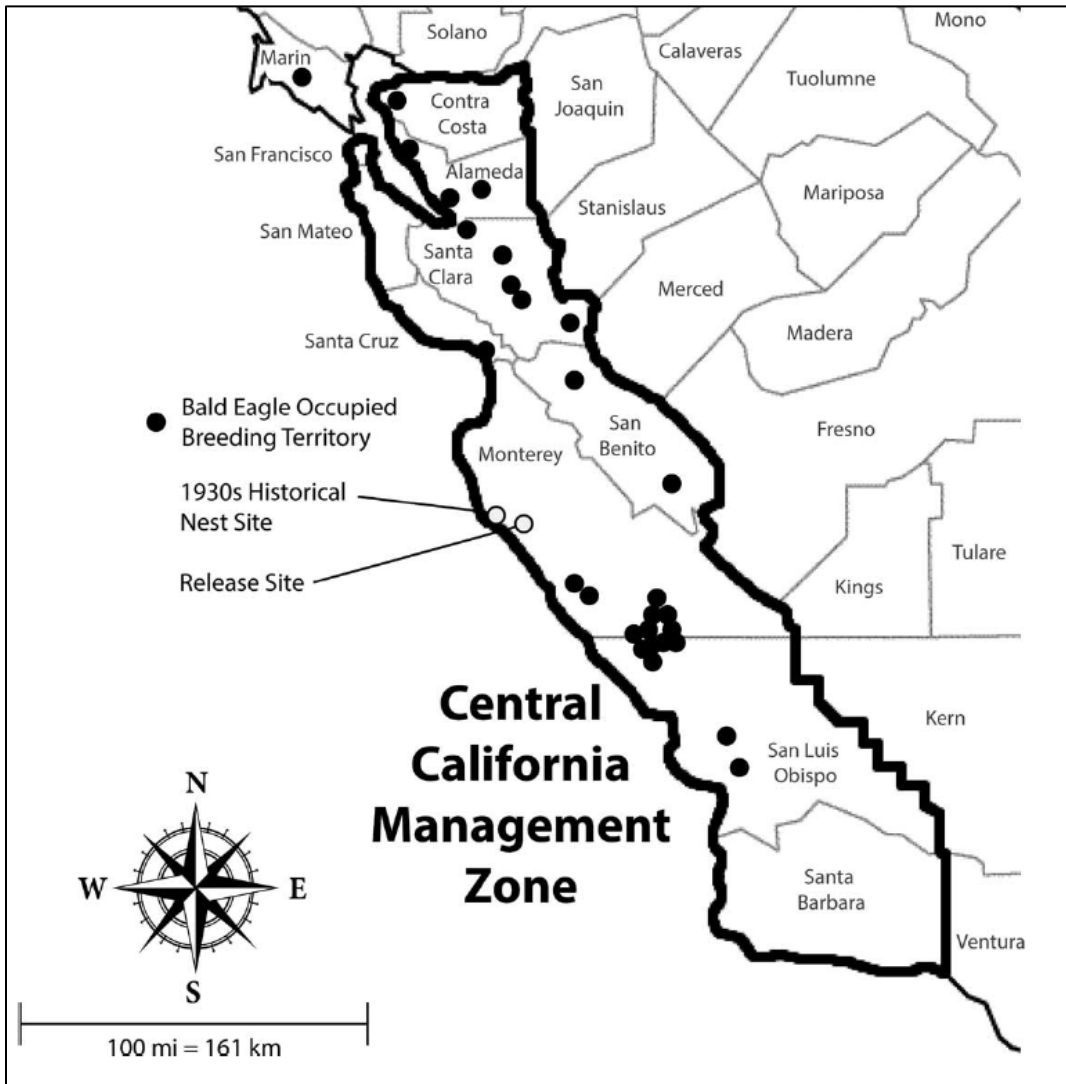 Mono
Solano
Calaveras
Marin
Tuolumne
San
Joaquin
Contra
Costa
San Francisco
Alameda
Mariposa
Stanislaus
San Mateo
Santa
Clara
Merced
Madera
Santa Cruz
Bald Eagle Occupied
Breeding Territory
San
Benito
Fresno
Monterey
1930s Historical
Nest Site
Tulare
Release Site
Kings
Central
California
Management
Zone
Kern
San Luis
Obispo
N
W
E
S
Santa
Barbara
Ventura
100 mi = 161 km